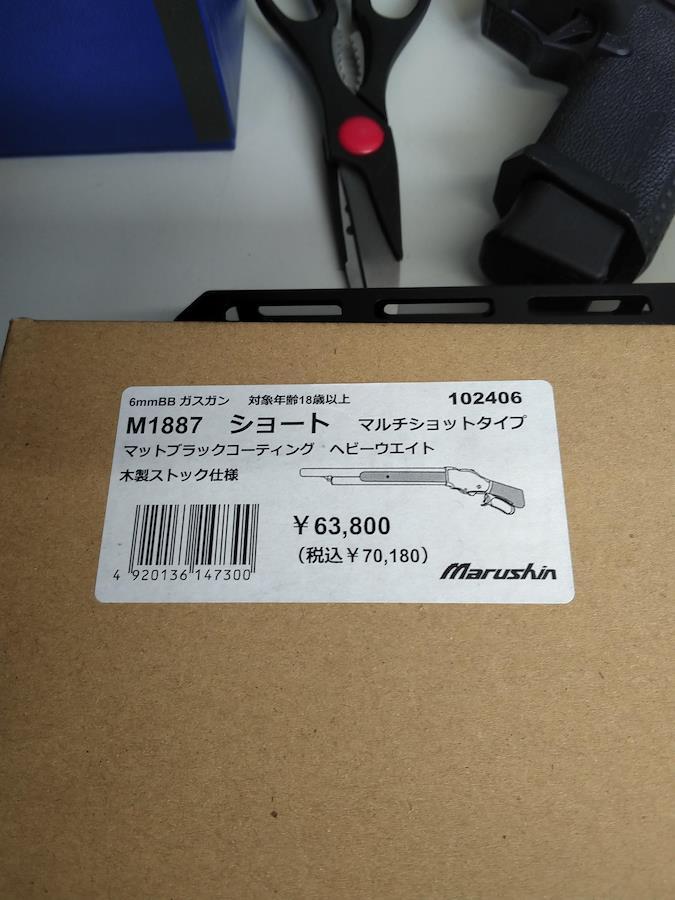 6mmBB ガスガン 対象年齢18歳以上 102406
M1887 ショート マルチショットタイプ
マットブラックコーティング ヘビーウエイト
木製ストック仕様
￥63,800
（税込￥70,180）
4 920136 147300
Marushin